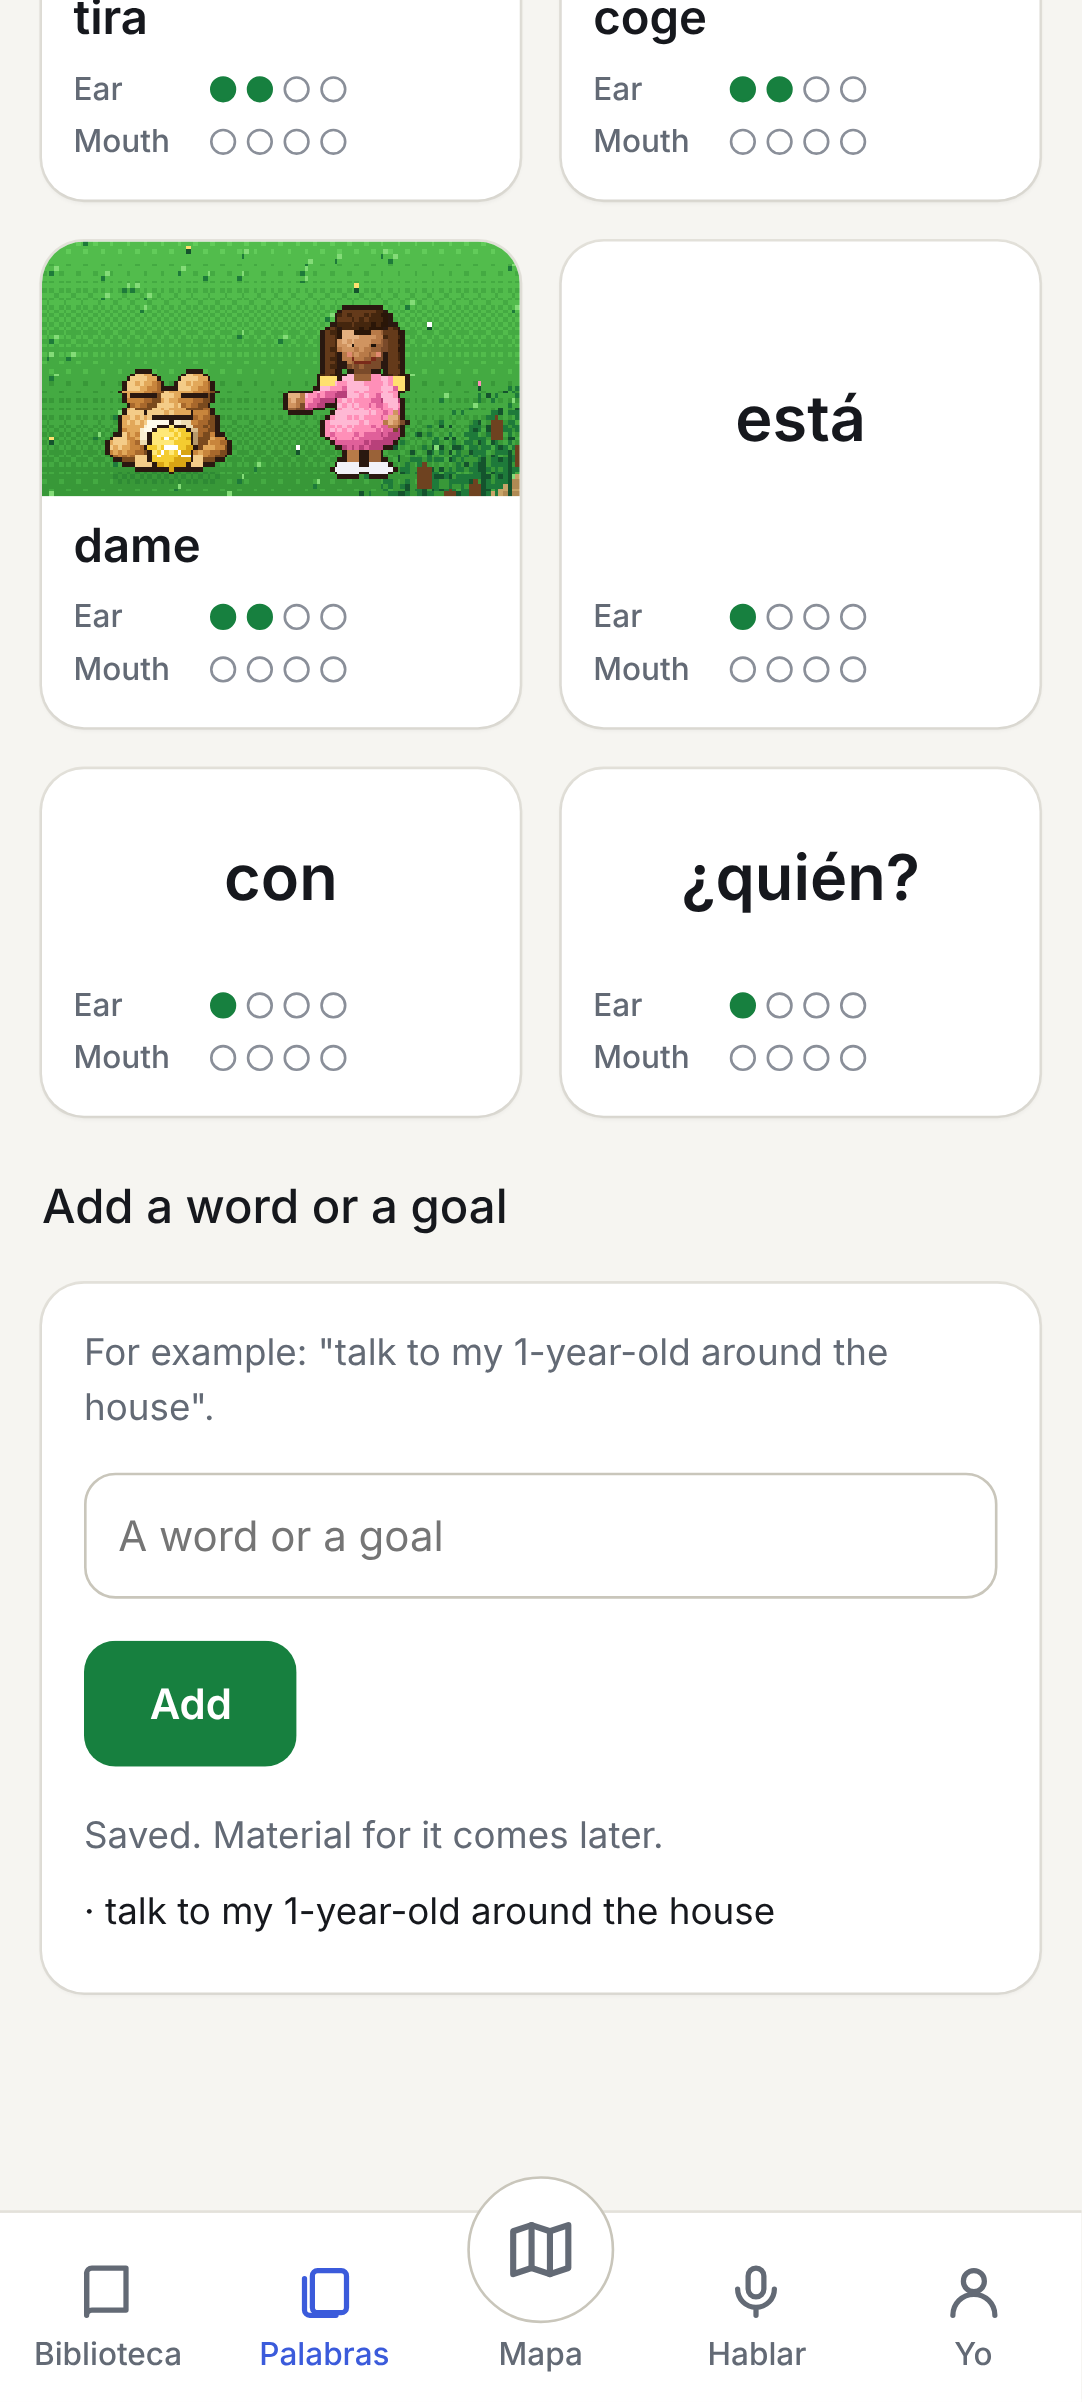 tira
coge
Ear
Ear
Mouth
Mouth
dame
está
Ear
Ear
Mouth
Mouth
con
¿quién?
Ear
Ear
Mouth
Mouth
Add a word or a goal
For example: "talk to my 1-year-old around the
house".
A word or a goal
Add
Saved. Material for it comes later.
· talk to my 1-year-old around the house
Biblioteca
Palabras
Mapa
Hablar
Yo